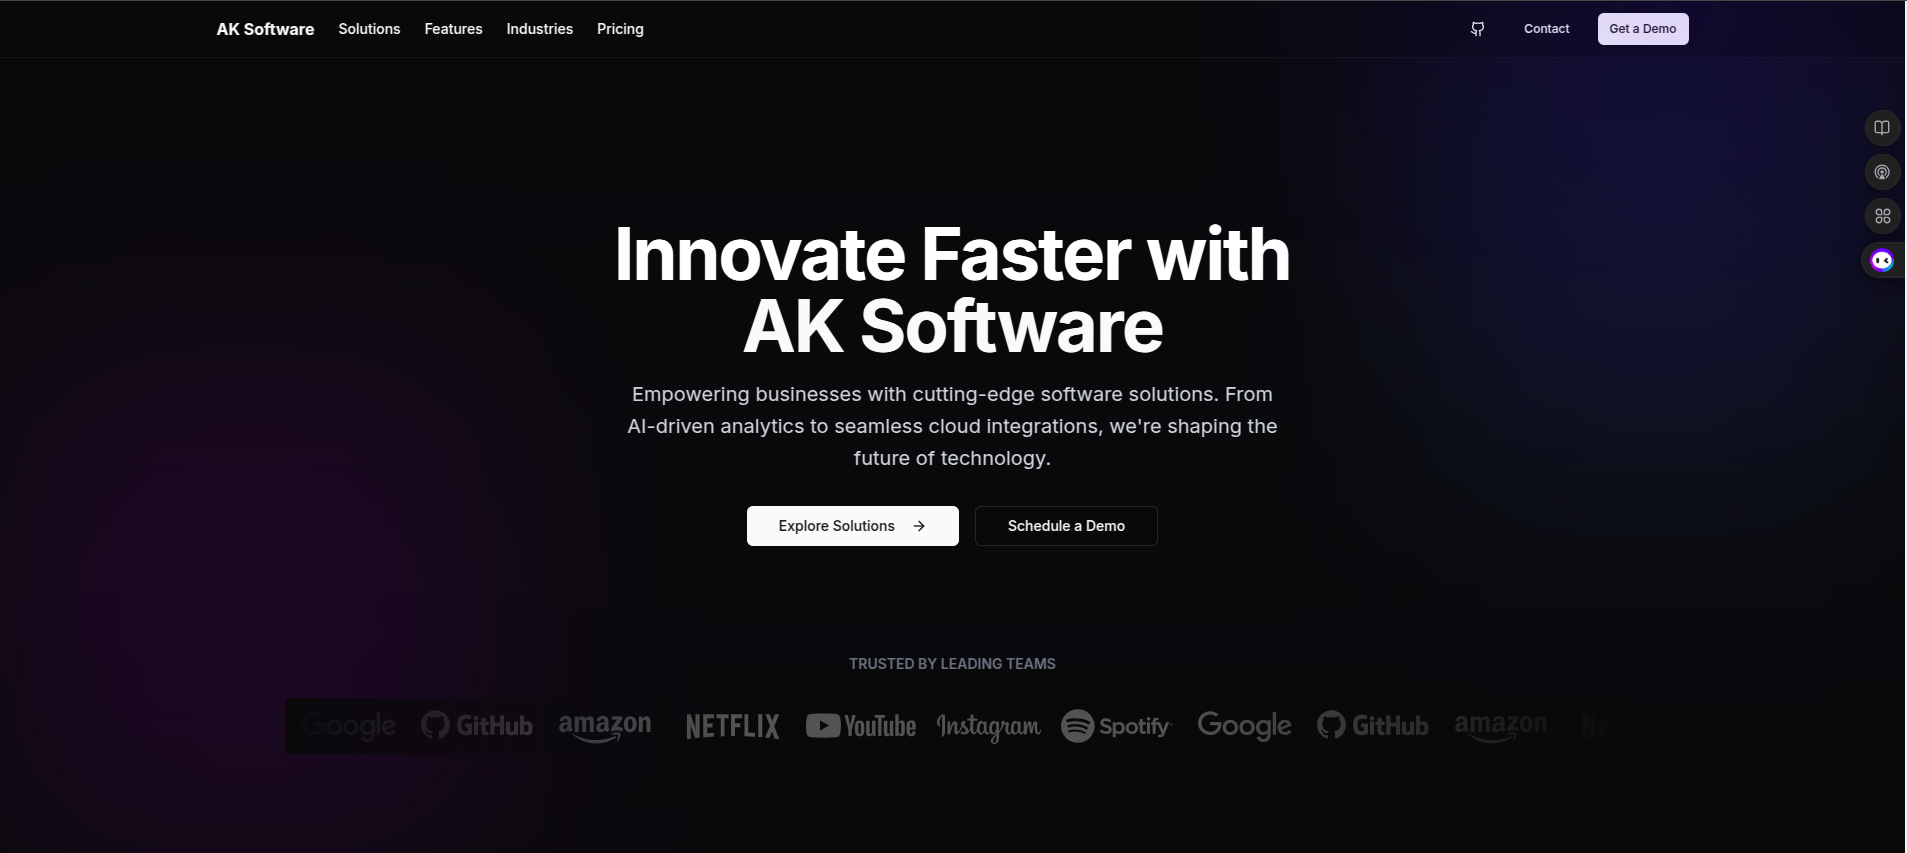 AK Software Solutions Features Industries Pricing Contact Get a Demo
Innovate Faster with
AK Software
Empowering businesses with cutting-edge software solutions. From
AI-driven analytics to seamless cloud integrations, we're shaping the
future of technology.
Explore Solutions Schedule a Demo
TRUSTED BY LEADING TEAMS
Google GitHub amazon NETFLIX YouTube Instagram Spotify Google GitHub amazon NE